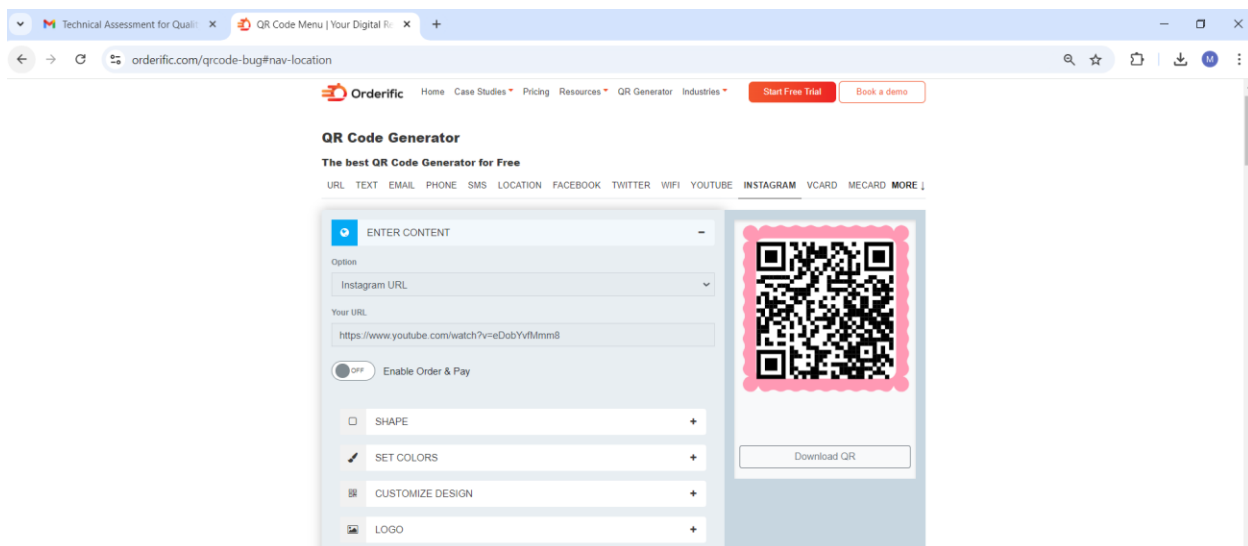 Technical Assessment for Qualit
QR Code Menu | Your Digital Re
orderific.com/qrcode-bug#nav-location
M
Orderific Home Case Studies Pricing Resources QR Generator Industries Start Free Trial Book a demo
QR Code Generator
The best QR Code Generator for Free
URL TEXT EMAIL PHONE SMS LOCATION FACEBOOK TWITTER WIFI YOUTUBE INSTAGRAM VCARD MECARD MORE ↓
ENTER CONTENT
Option
Instagram URL
Your URL
https://www.youtube.com/watch?v=eDobYvfMmm8
OFF Enable Order & Pay
SHAPE
SET COLORS
Download QR
CUSTOMIZE DESIGN
LOGO